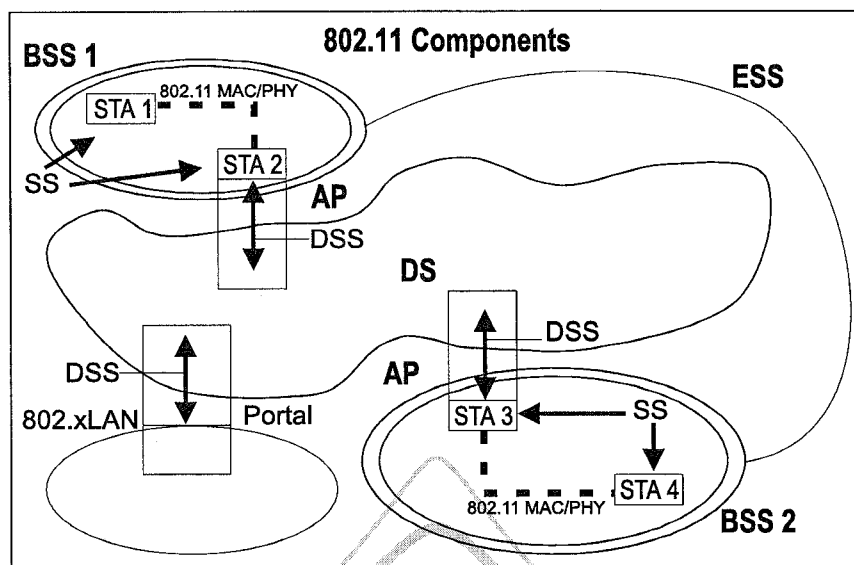 802.11 Components
BSS 1
ESS
802.11 MAC/PHY
STA 1
STA 2
SS
AP
DSS
DS
DSS
DSS
AP
802.xLAN
Portal
STA 3
SS
STA 4
802.11 MAC/PHY
BSS 2